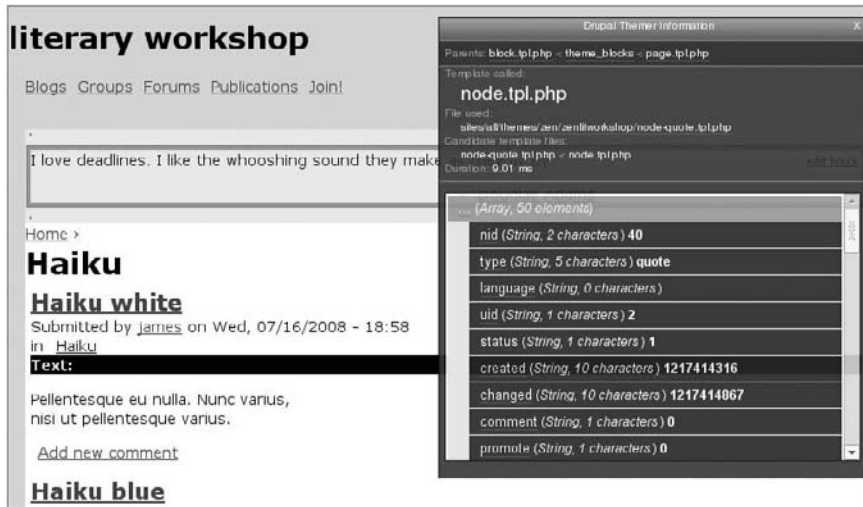 literary workshop
Blogs Groups Forums Publications Join!
I love deadlines. I like the whooshing sound they make
Home ›
Haiku
Haiku white
Submitted by james on Wed, 07/16/2008 - 18:58
in Haiku
Text:
Pellentesque eu nulla. Nunc varius,
nisi ut pellentesque varius.
Add new comment
Haiku blue
Drupal Themer Information X
Parents: block.tpl.php < theme_blocks < page.tpl.php
Template called:
node.tpl.php
File used:
sites/all/themes/zen/zenlitworkshop/node-quote.tpl.php
Candidate template files:
node-quote.tpl.php < node.tpl.php
Duration: 9.01 ms
... (Array, 50 elements)
nid (String, 2 characters ) 40
type (String, 5 characters ) quote
language (String, 0 characters )
uid (String, 1 characters ) 2
status (String, 1 characters ) 1
created (String, 10 characters ) 1217414316
changed (String, 10 characters ) 1217414867
comment (String, 1 characters ) 0
promote (String, 1 characters ) 0